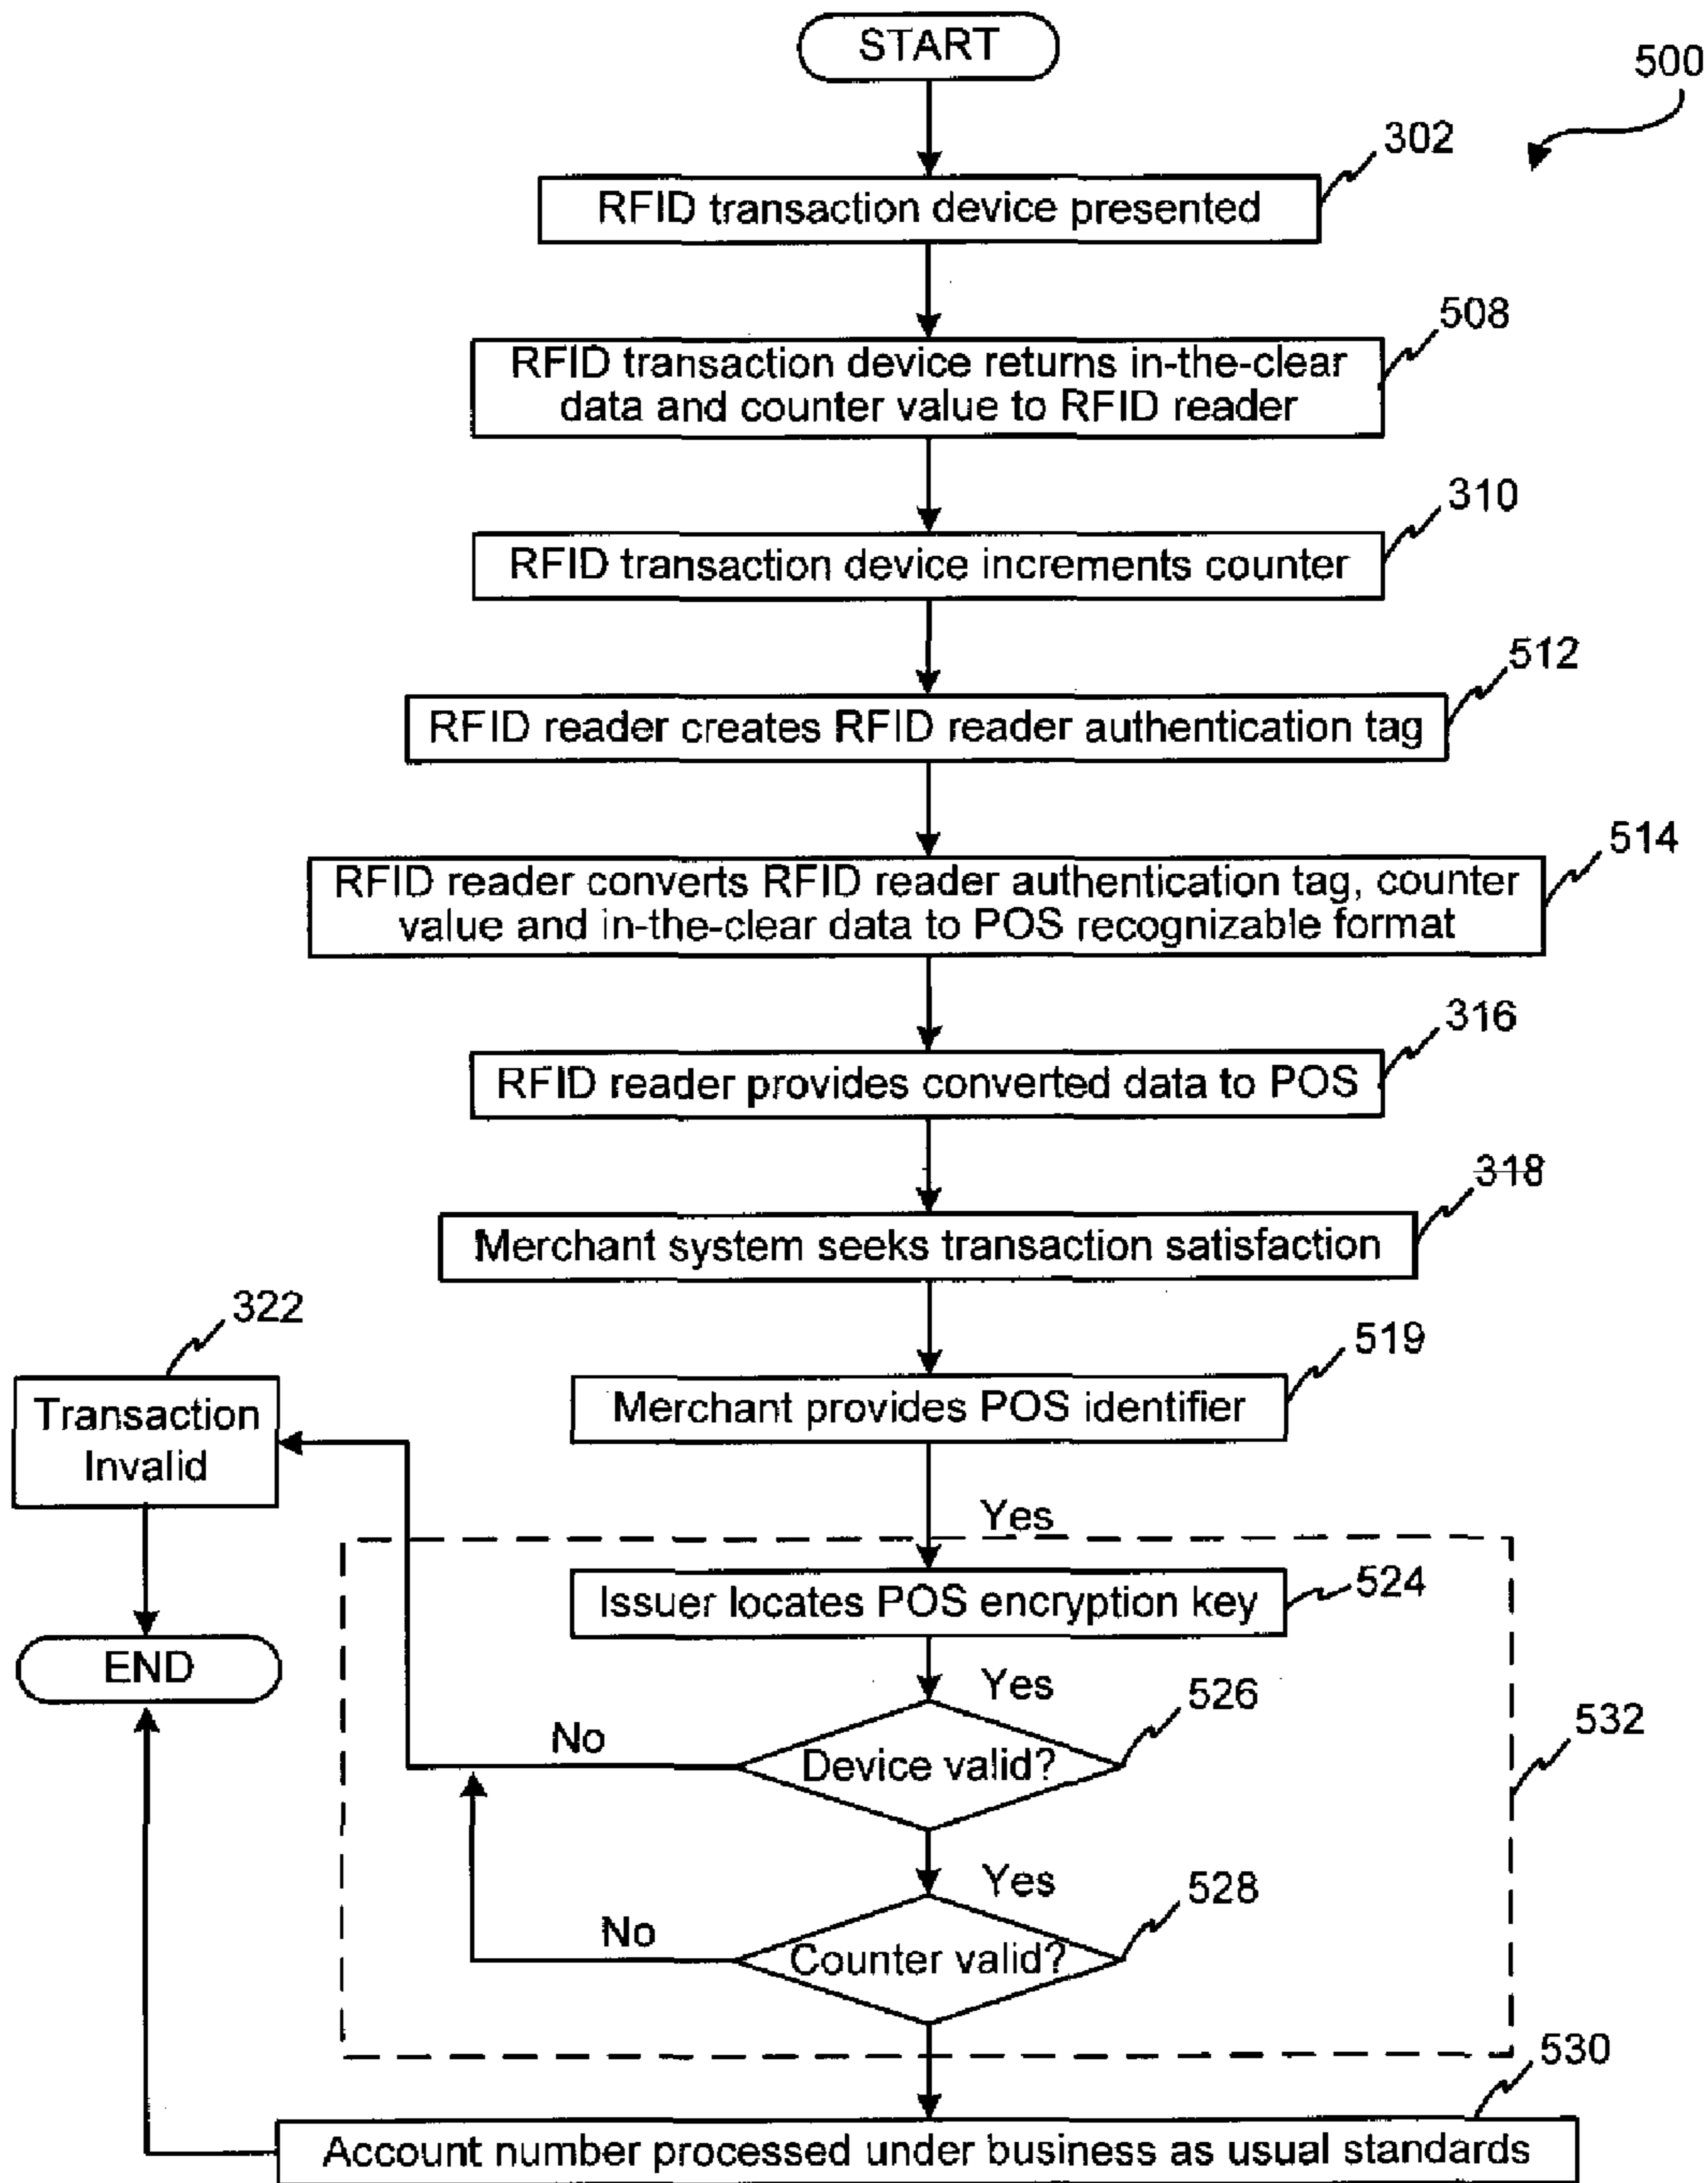 START
500
302
RFID transaction device presented
508
RFID transaction device returns in-the-clear
data and counter value to RFID reader
310
RFID transaction device increments counter
512
RFID reader creates RFID reader authentication tag
514
RFID reader converts RFID reader authentication tag, counter
value and in-the-clear data to POS recognizable format
316
RFID reader provides converted data to POS
318
Merchant system seeks transaction satisfaction
322
Transaction
Invalid
519
Merchant provides POS identifier
Yes
524
Issuer locates POS encryption key
END
Yes
526
532
No
Device valid?
Yes
528
No
Counter valid?
530
Account number processed under business as usual standards